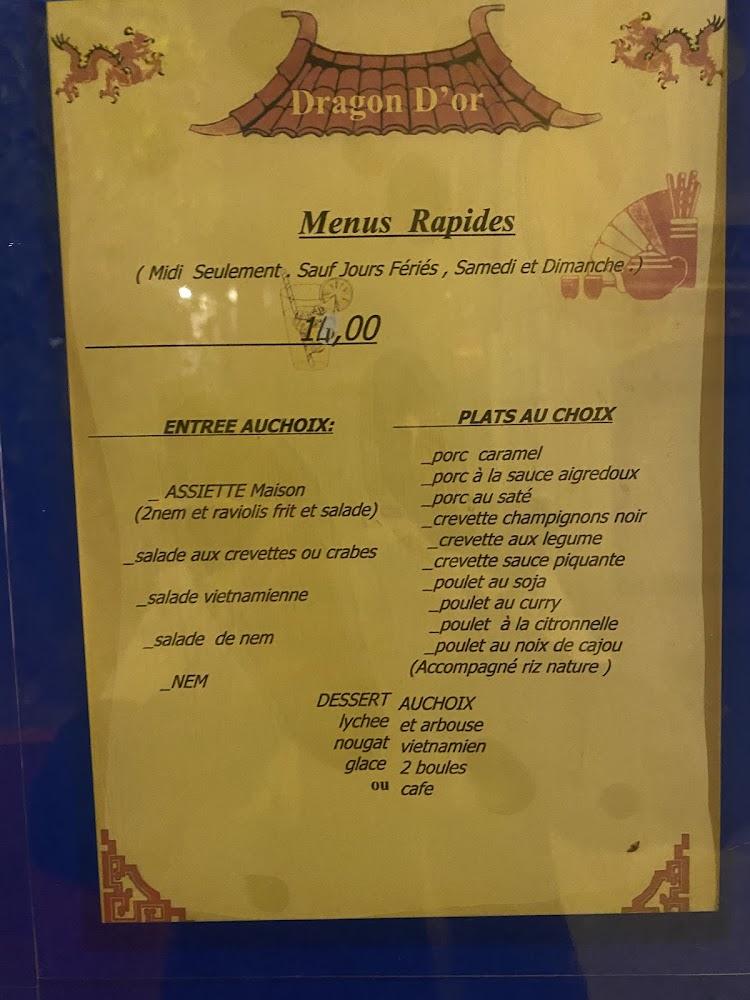 Dragon D'or
Menus Rapides
( Midi Seulement . Sauf Jours Fériés , Samedi et Dimanche .)
14,00
ENTREE AUCHOIX:
_ ASSIETTE Maison
(2nem et raviolis frit et salade)
_salade aux crevettes ou crabes
_salade vietnamienne
_salade de nem
_NEM
PLATS AU CHOIX
_porc caramel
_porc à la sauce aigredoux
_porc au saté
_crevette champignons noir
_crevette aux legume
_crevette sauce piquante
_poulet au soja
_poulet au curry
_poulet à la citronnelle
_poulet au noix de cajou
(Accompagné riz nature )
DESSERT AUCHOIX
lychee et arbouse
nougat vietnamien
glace 2 boules
ou cafe